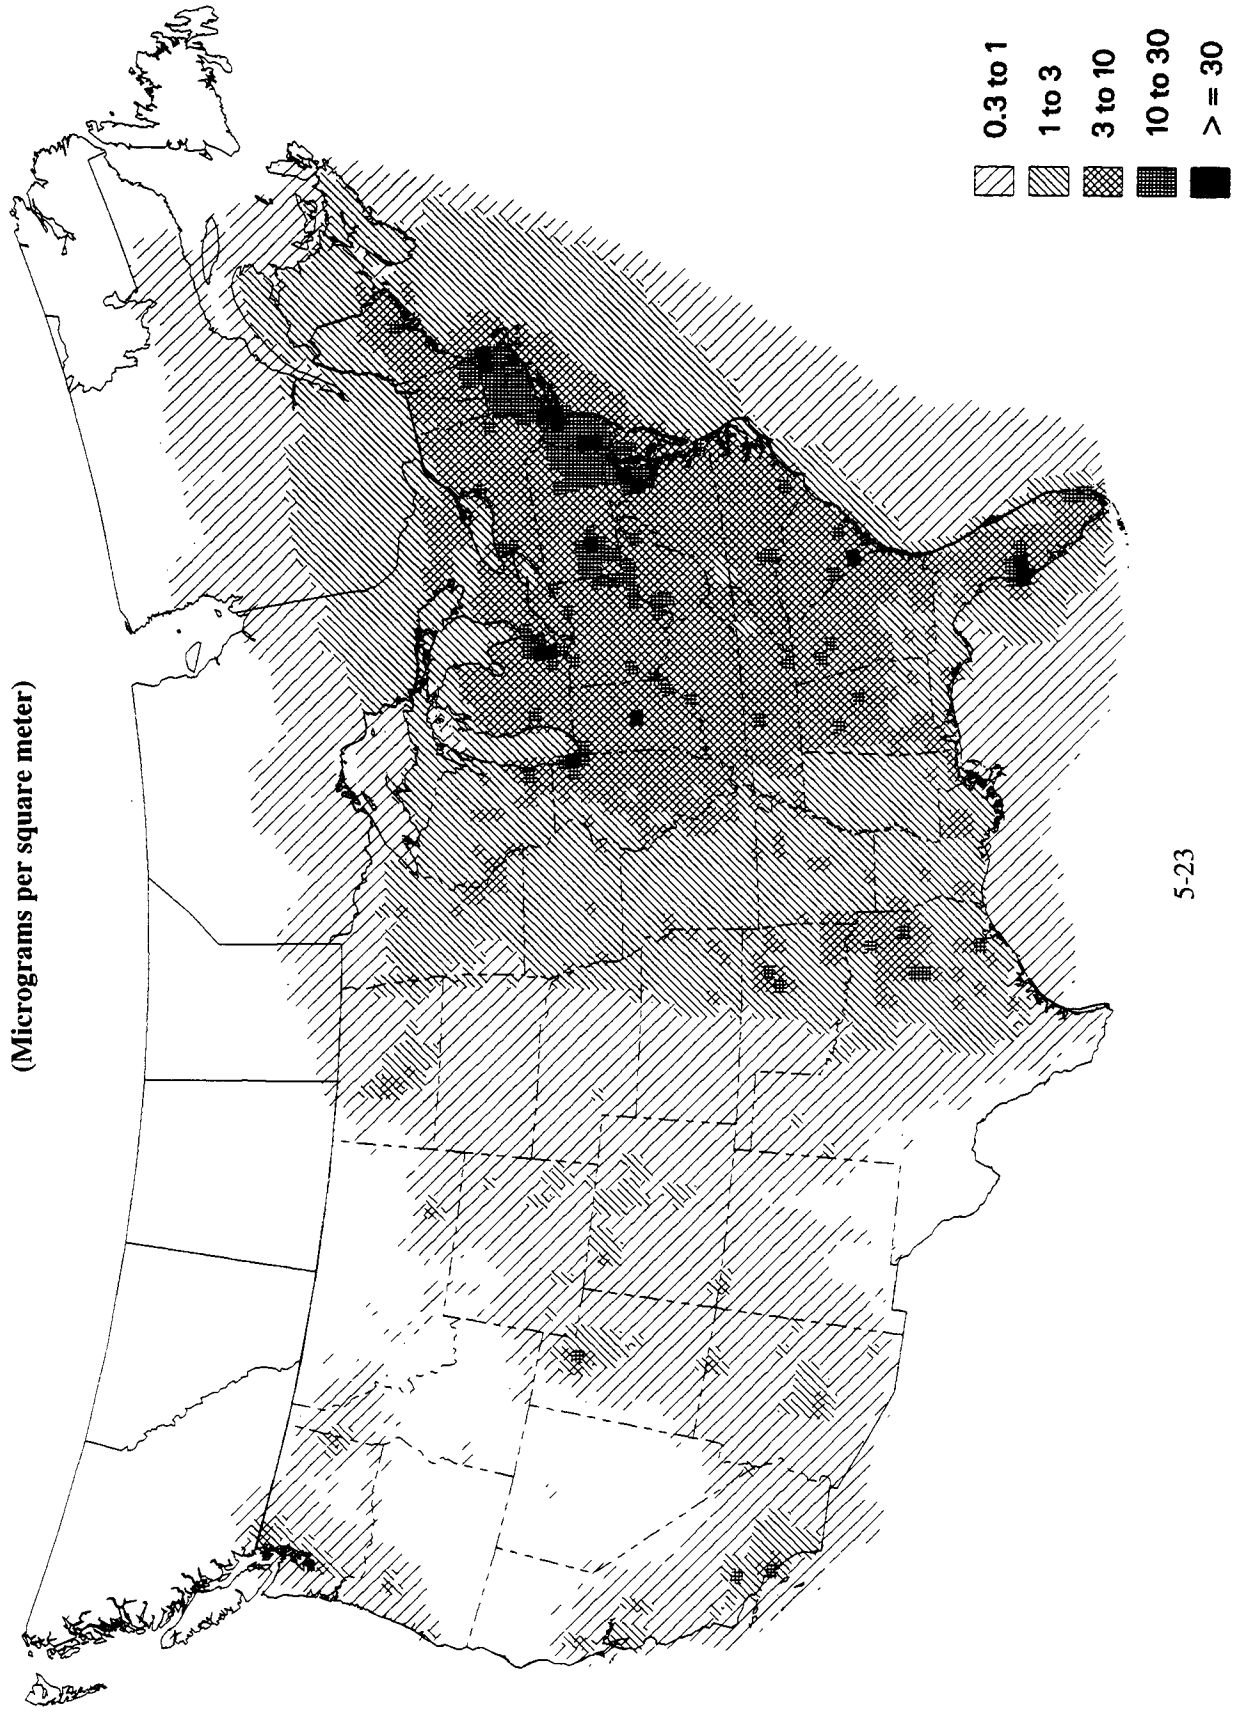 (Micrograms per square meter)
0.3 to 1
1 to 3
3 to 10
10 to 30
> = 30
5-23